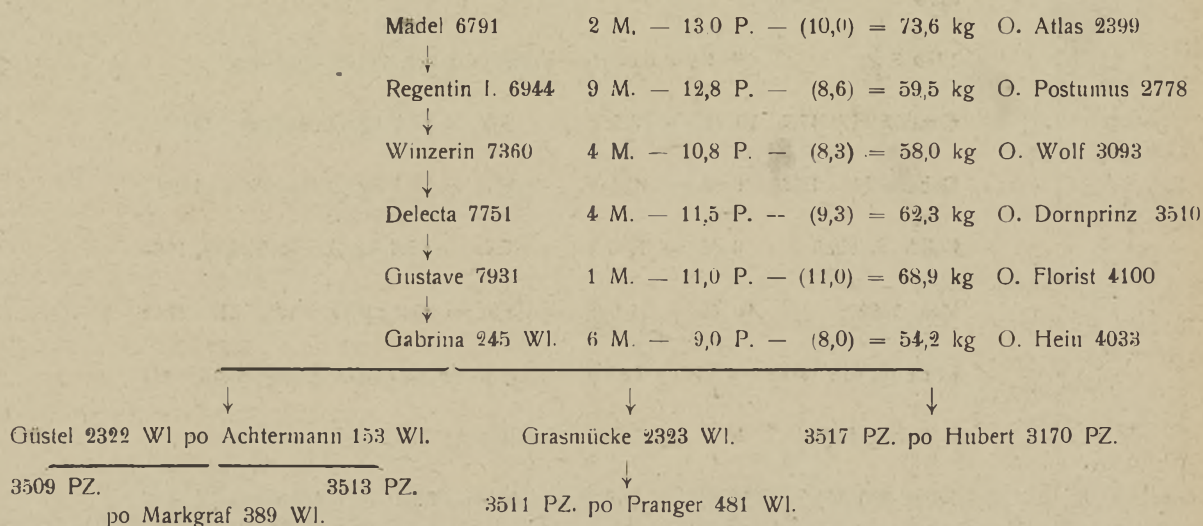 Mädel 6791 2 M. — 13 0 P. — (10,0) = 73,6 kg O. Atlas 2399
Regentin I. 6944 9 M. — 12,8 P. — (8,6) = 59,5 kg O. Postumus 2778
Winzerin 7360 4 M. — 10,8 P. — (8,3) = 58,0 kg O. Wolf 3093
Delecta 7751 4 M. — 11,5 P. -- (9,3) = 62,3 kg O. Dornprinz 3510
Gustave 7931 1 M. — 11,0 P. — (11,0) = 68,9 kg O. Florist 4100
Gabrina 245 Wl. 6 M. — 9,0 P. — (8,0) = 54,2 kg O. Hein 4033
Güstel 2322 Wl po Achtermann 153 Wl. Grasmücke 2323 Wl. 3517 PZ. po Hubert 3170 PZ.
3509 PZ. 3513 PZ.
3511 PZ. po Pranger 481 Wl.
po Markgraf 389 Wl.